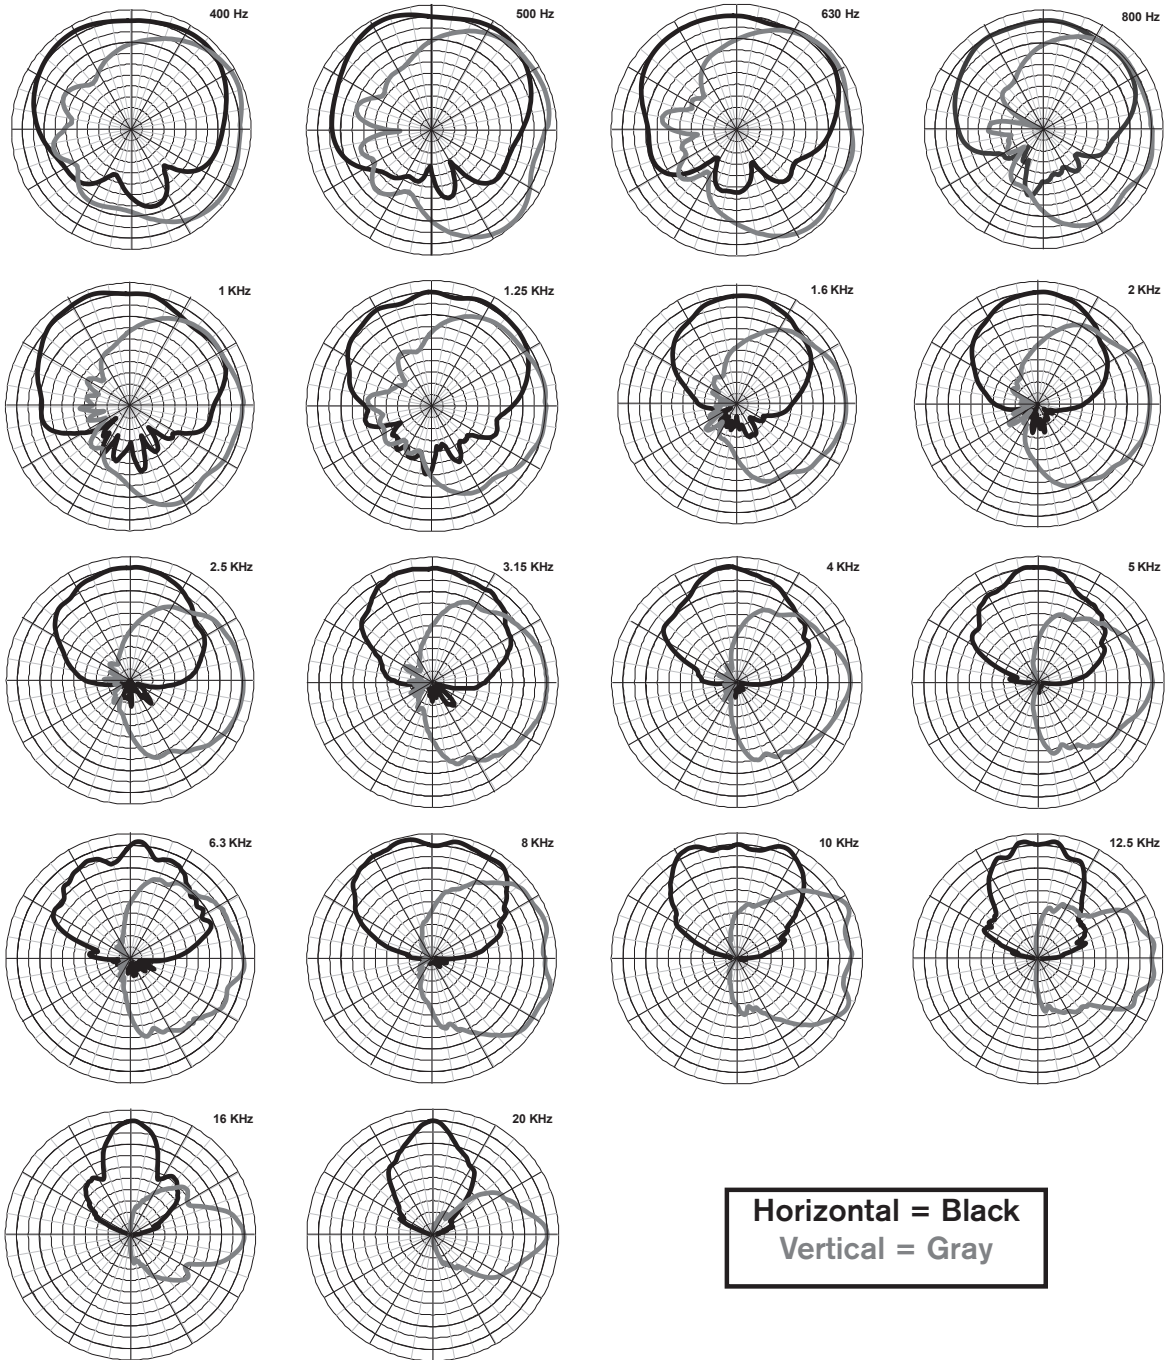 400 Hz
500 Hz
630 Hz
800 Hz
1 KHz
1.25 KHz
1.6 KHz
2 KHz
2.5 KHz
3.15 KHz
4 KHz
5 KHz
6.3 KHz
8 KHz
10 KHz
12.5 KHz
16 KHz
20 KHz
Horizontal = Black
Vertical = Gray